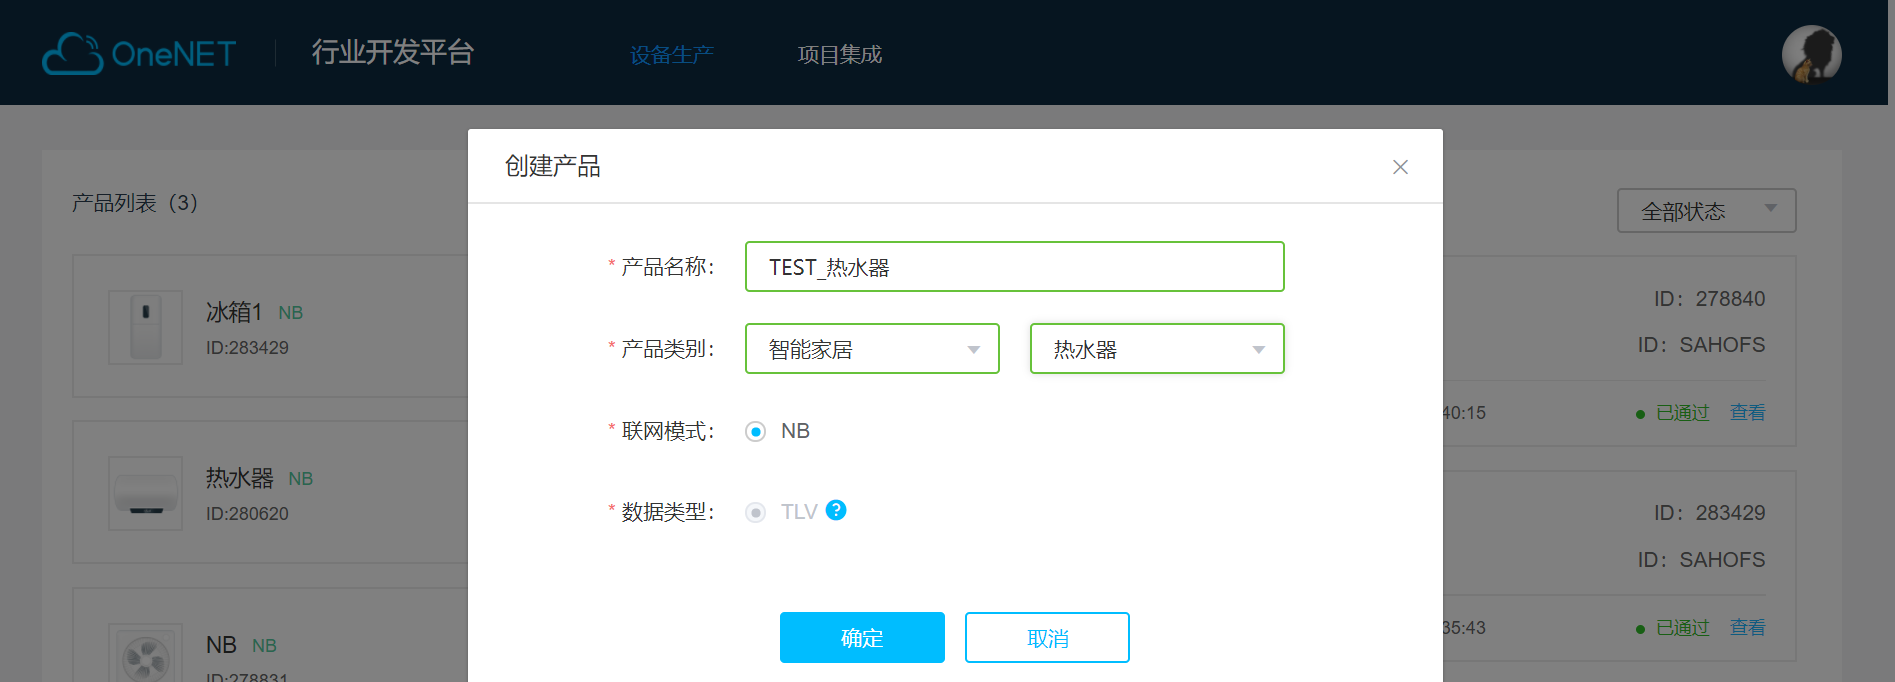 OneNET 行业开发平台 设备生产 项目集成
创建产品
产品列表（3）
全部状态
* 产品名称： TEST_热水器
冰箱1 NB
ID:283429
* 产品类别： 智能家居 热水器
ID：278840
ID：SAHOFS
* 联网模式： NB
40:15 已通过 查看
热水器 NB
ID:280620
* 数据类型： TLV ?
ID：283429
ID：SAHOFS
确定 取消
35:43 已通过 查看
NB NB
ID:278831